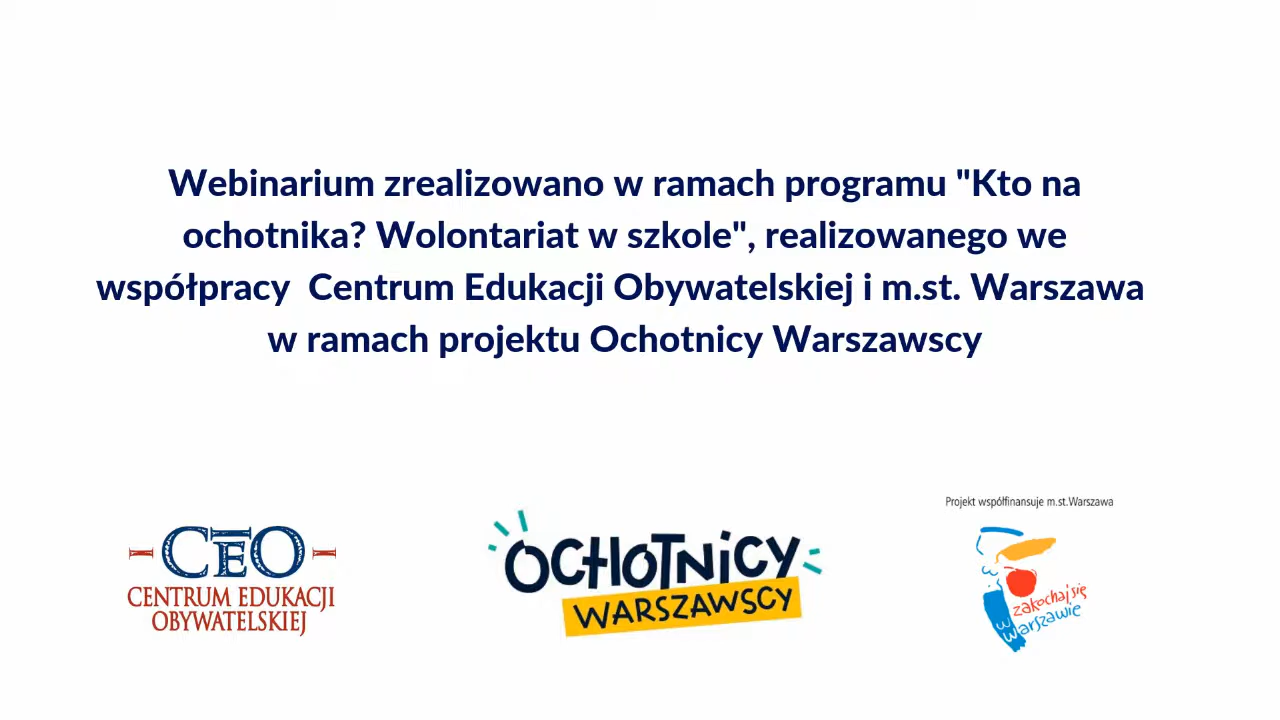 Webinarium zrealizowano w ramach programu "Kto na
ochotnika? Wolontariat w szkole", realizowanego we
współpracy  Centrum Edukacji Obywatelskiej i m.st. Warszawa
w ramach projektu Ochotnicy Warszawscy
CEO
CENTRUM EDUKACJI
OBYWATELSKIEJ
OCHOTNICY
WARSZAWSCY
Projekt współfinansuje m.st.Warszawa
zakochaj się
w
warszawie